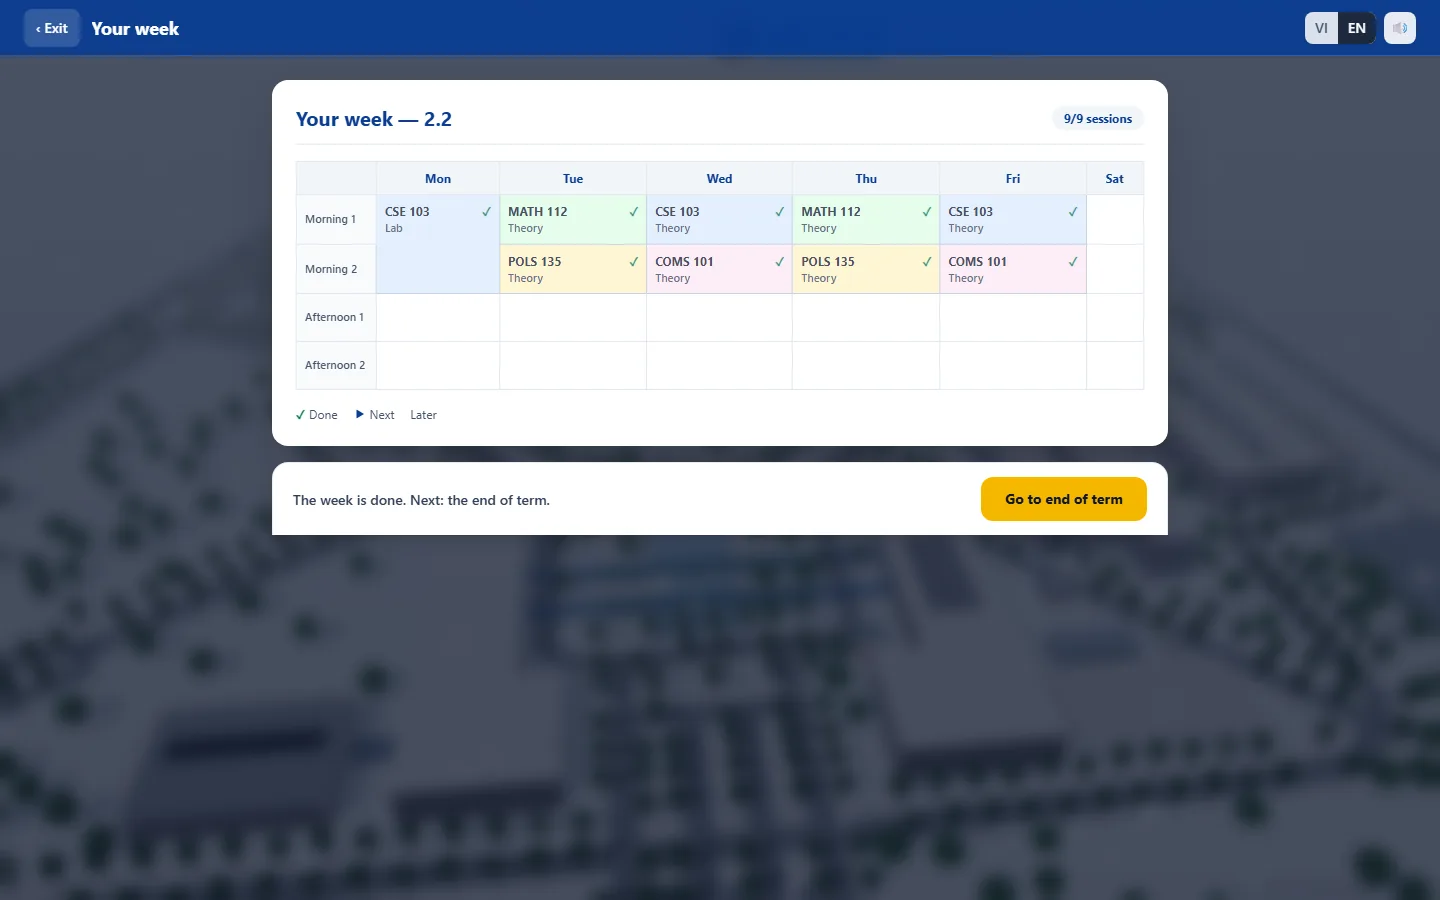 ‹ Exit Your week VI EN
Your week — 2.2 9/9 sessions
Mon Tue Wed Thu Fri Sat
Morning 1 CSE 103 ✓ MATH 112 ✓ CSE 103 ✓ MATH 112 ✓ CSE 103 ✓
Lab Theory Theory Theory Theory
Morning 2 POLS 135 ✓ COMS 101 ✓ POLS 135 ✓ COMS 101 ✓
Theory Theory Theory Theory
Afternoon 1
Afternoon 2
✓ Done ▶ Next Later
The week is done. Next: the end of term. Go to end of term